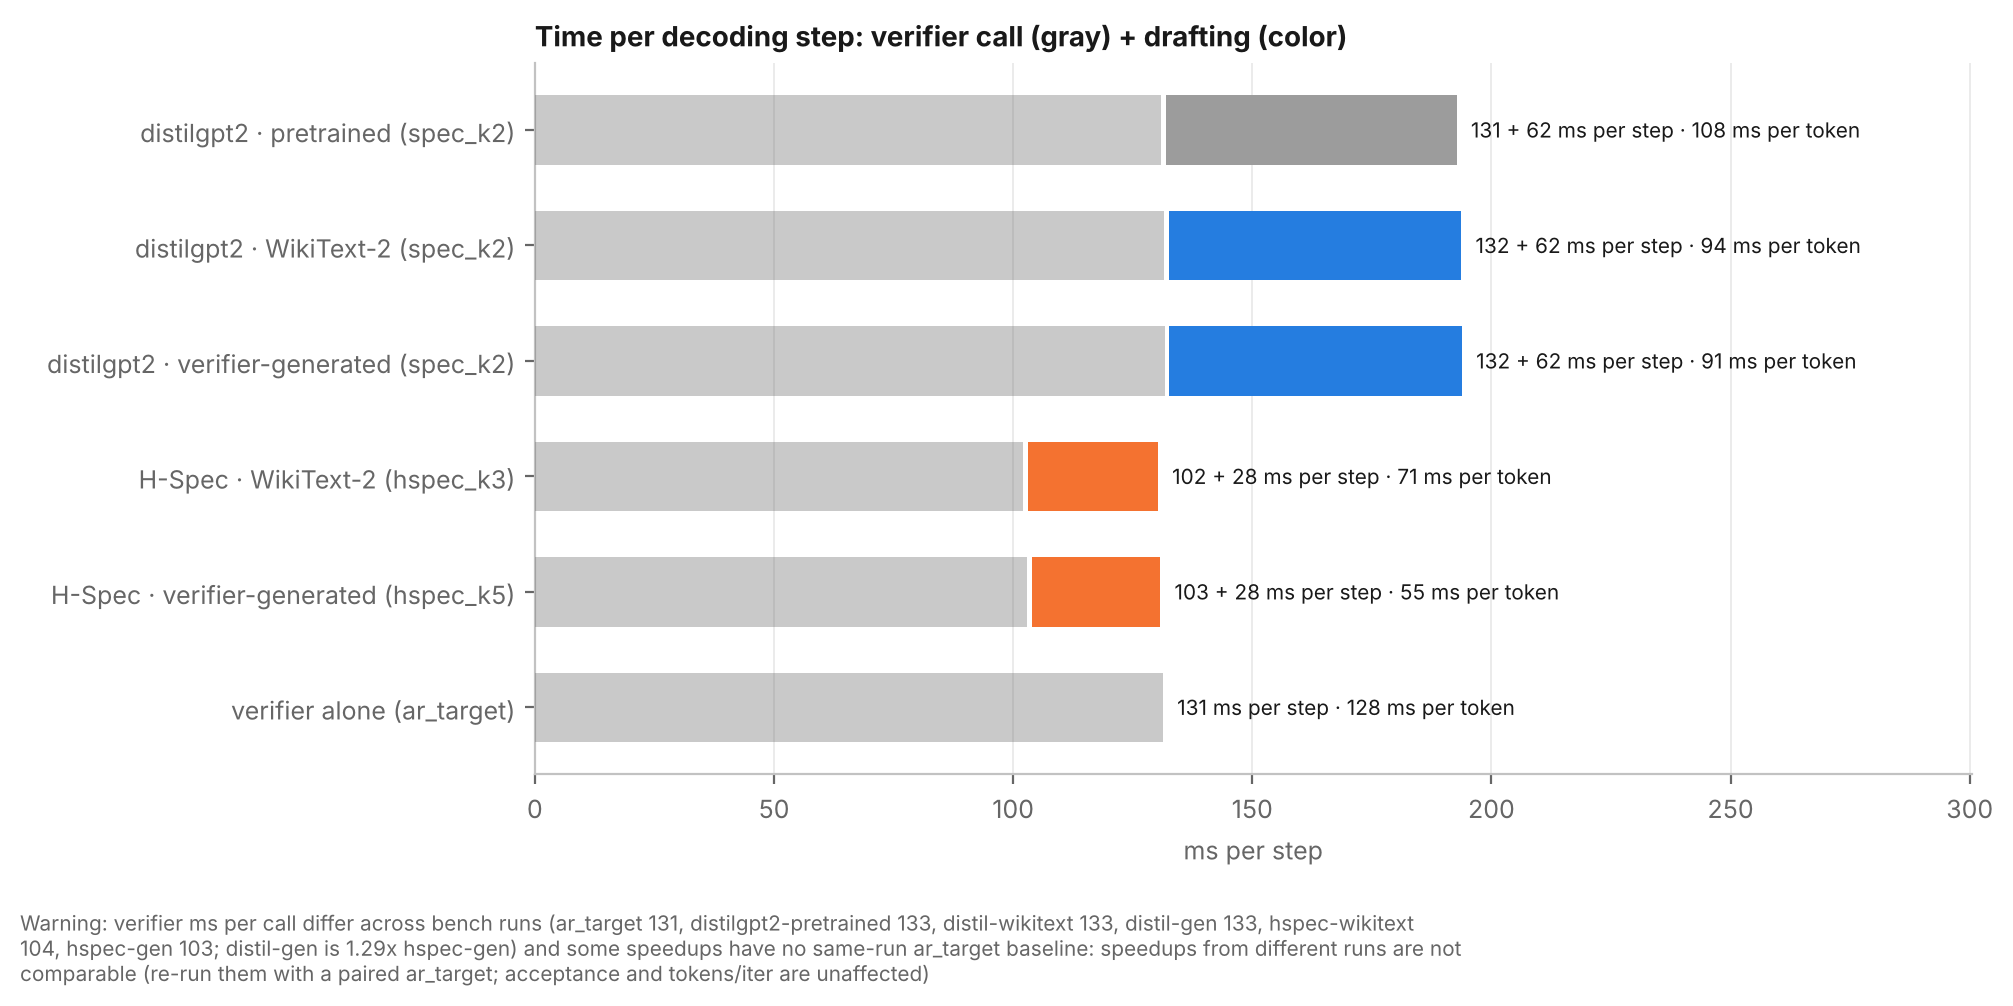 Time per decoding step: verifier call (gray) + drafting (color)
distilgpt2 · pretrained (spec_k2)
131 + 62 ms per step · 108 ms per token
distilgpt2 · WikiText-2 (spec_k2)
132 + 62 ms per step · 94 ms per token
distilgpt2 · verifier-generated (spec_k2)
132 + 62 ms per step · 91 ms per token
H-Spec · WikiText-2 (hspec_k3)
102 + 28 ms per step · 71 ms per token
H-Spec · verifier-generated (hspec_k5)
103 + 28 ms per step · 55 ms per token
verifier alone (ar_target)
131 ms per step · 128 ms per token
0 50 100 150 200 250 300
ms per step
Warning: verifier ms per call differ across bench runs (ar_target 131, distilgpt2-pretrained 133, distil-wikitext 133, distil-gen 133, hspec-wikitext
104, hspec-gen 103; distil-gen is 1.29x hspec-gen) and some speedups have no same-run ar_target baseline: speedups from different runs are not
comparable (re-run them with a paired ar_target; acceptance and tokens/iter are unaffected)